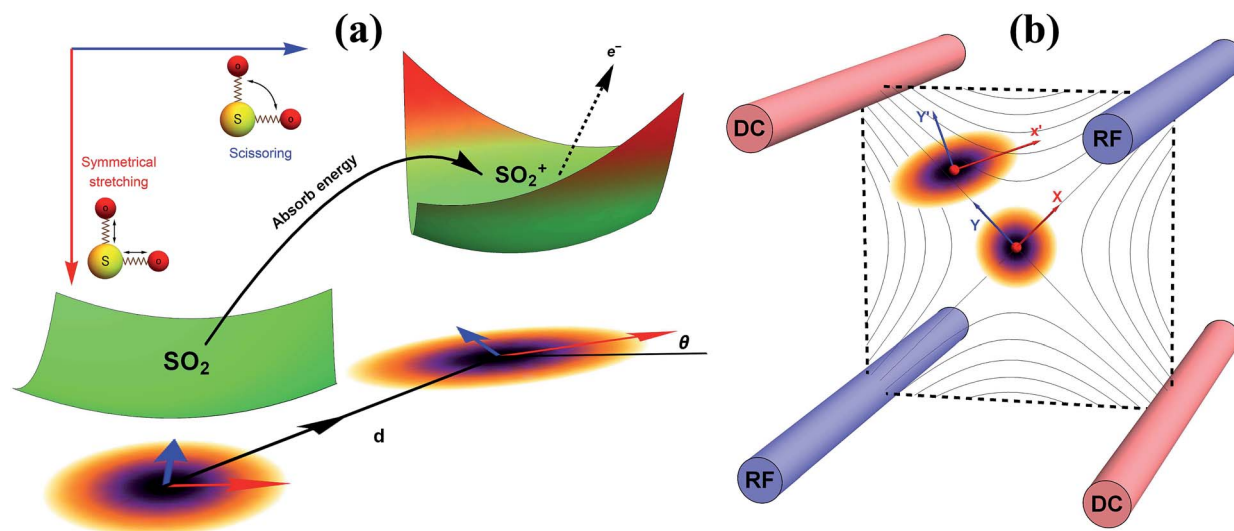 (a)
(b)
e⁻
o
S
o
Scissoring
Symmetrical
stretching
o
S
o
Absorb energy
SO₂⁺
SO₂
d
θ
DC
RF
Y'
x'
Y
X
RF
DC